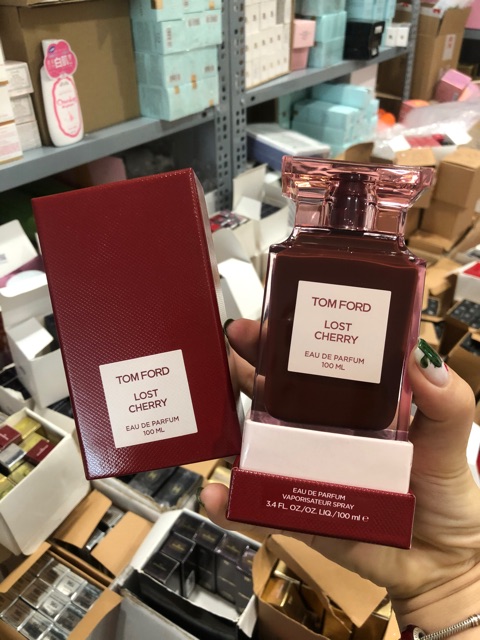 TOM FORD
LOST
CHERRY
EAU DE PARFUM
100 ML
TOM FORD
LOST
CHERRY
EAU DE PARFUM
100 ML
EAU DE PARFUM
VAPORISATEUR SPRAY
3.4 FL. OZ/OZ. LIQ/100 ml ℮